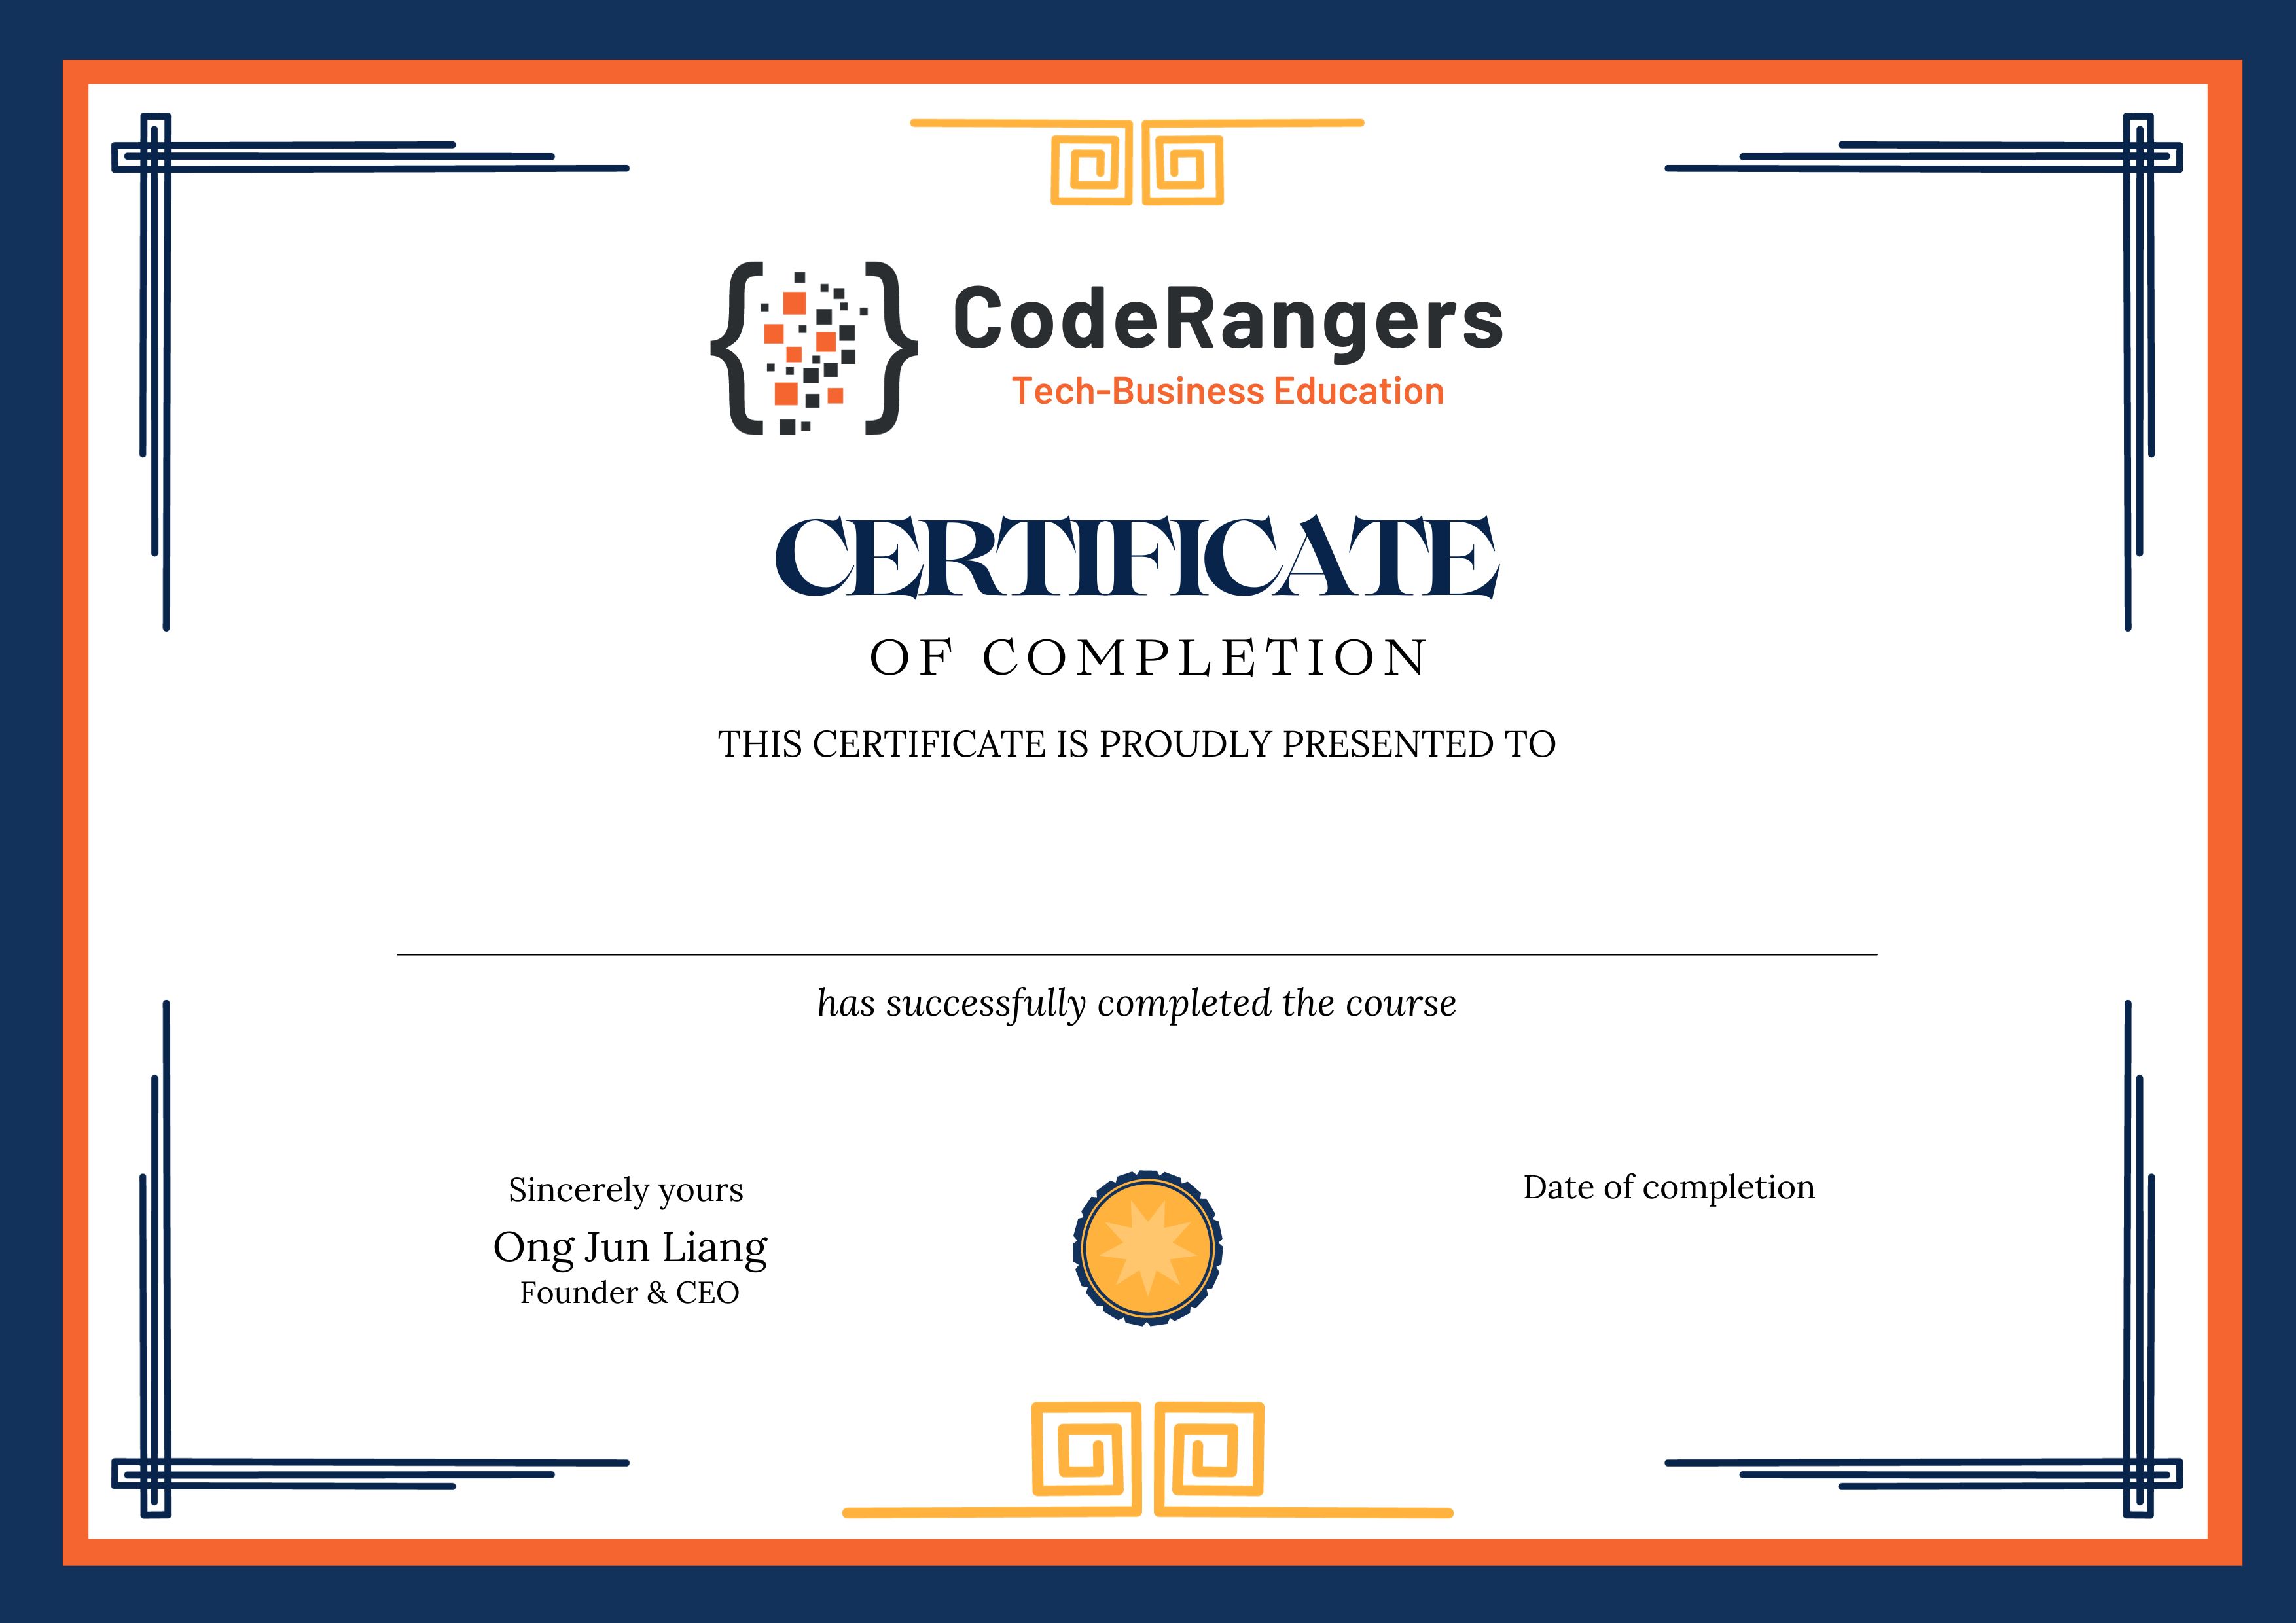 CodeRangers
Tech-Business Education
CERTIFICATE
OF COMPLETION
THIS CERTIFICATE IS PROUDLY PRESENTED TO
has successfully completed the course
Sincerely yours
Ong Jun Liang
Founder & CEO
Date of completion